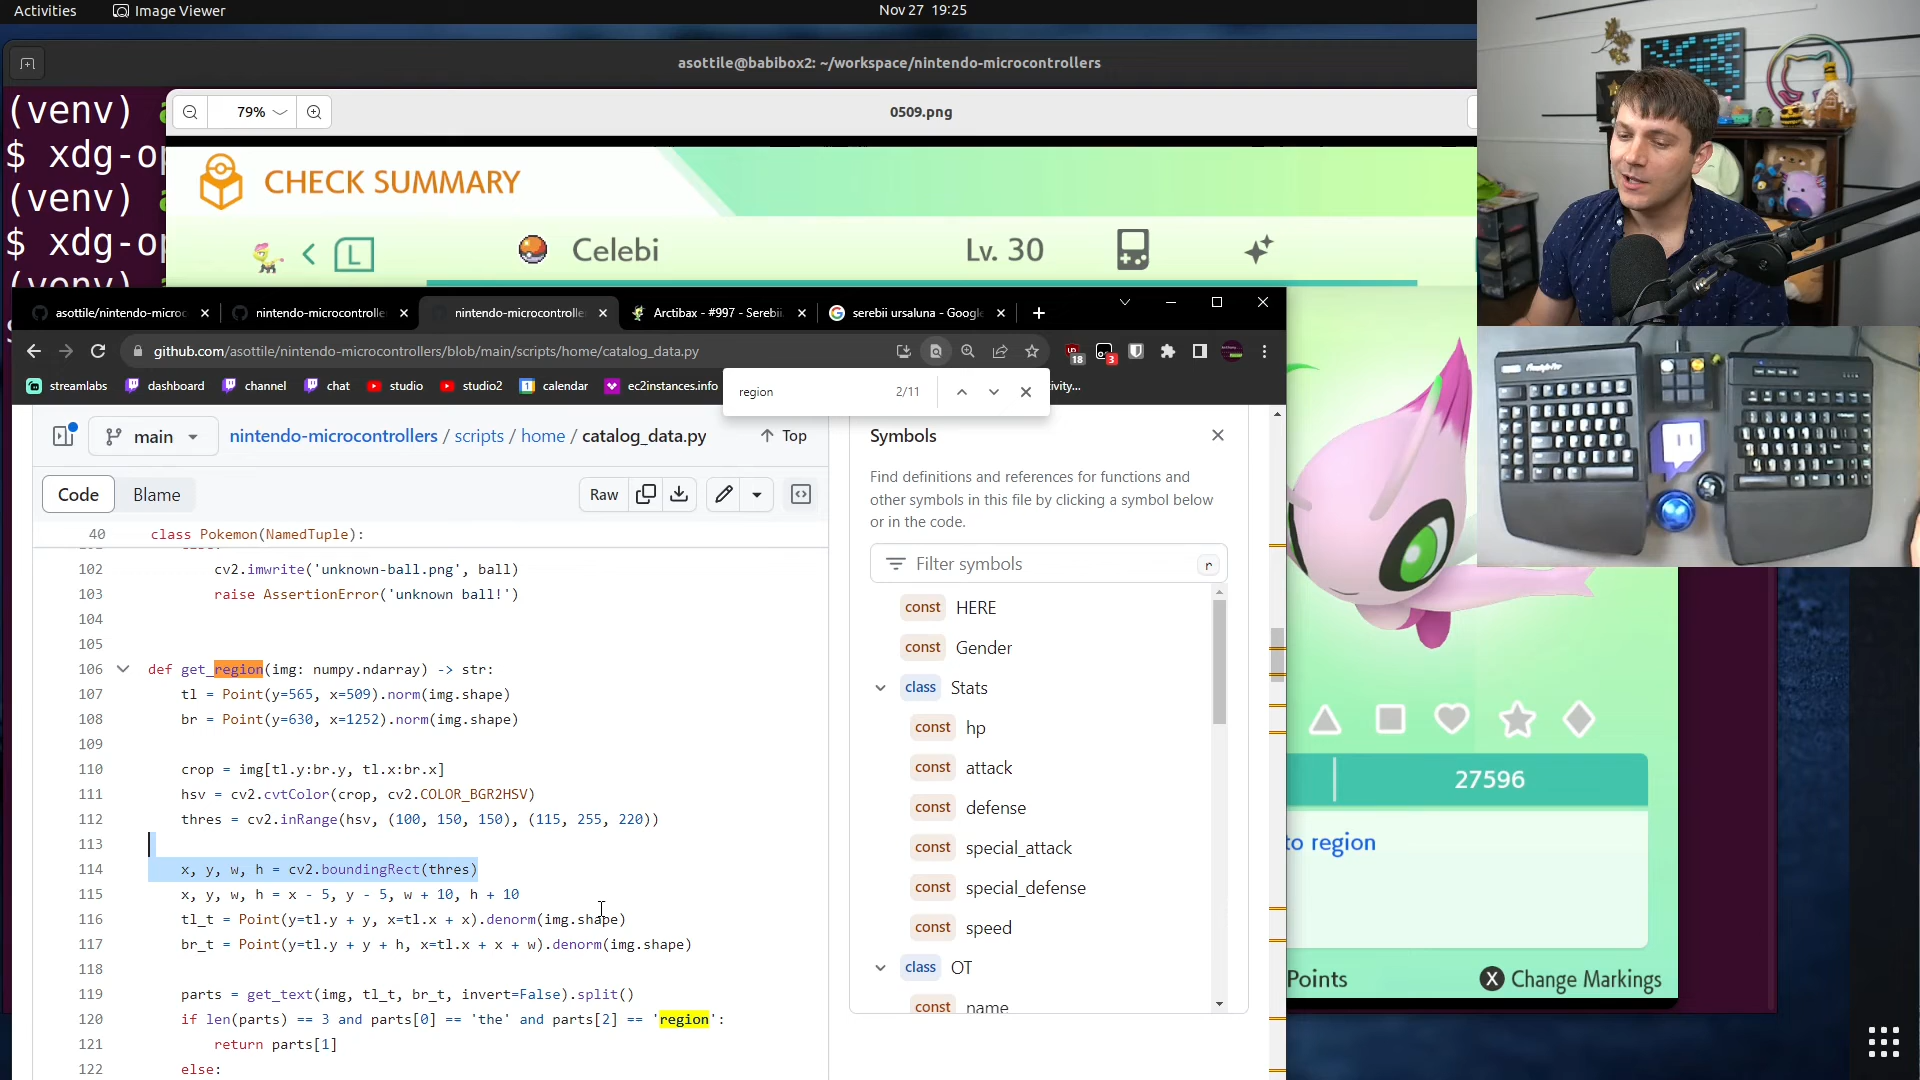 Activities
Image Viewer
Nov 27 19:25
asottile@babibox2: ~/workspace/nintendo-microcontrollers
(venv)
$ xdg-op
(venv)
$ xdg-op
(venv)
79%
0509.png
CHECK SUMMARY
L
Celebi
Lv. 30
asottile/nintendo-microc
nintendo-microcontrolle
nintendo-microcontrolle
Arctibax - #997 - Serebii.
serebii ursaluna - Google
github.com/asottile/nintendo-microcontrollers/blob/main/scripts/home/catalog_data.py
18
3
streamlabs
dashboard
channel
chat
studio
studio2
calendar
ec2instances.info
ivity...
region
2/11
main
nintendo-microcontrollers / scripts / home / catalog_data.py
Top
Code
Blame
Raw
40 class Pokemon(NamedTuple):
102 cv2.imwrite('unknown-ball.png', ball)
103 raise AssertionError('unknown ball!')
104
105
106 def get_region(img: numpy.ndarray) -> str:
107 tl = Point(y=565, x=509).norm(img.shape)
108 br = Point(y=630, x=1252).norm(img.shape)
109
110 crop = img[tl.y:br.y, tl.x:br.x]
111 hsv = cv2.cvtColor(crop, cv2.COLOR_BGR2HSV)
112 thres = cv2.inRange(hsv, (100, 150, 150), (115, 255, 220))
113
114 x, y, w, h = cv2.boundingRect(thres)
115 x, y, w, h = x - 5, y - 5, w + 10, h + 10
116 tl_t = Point(y=tl.y + y, x=tl.x + x).denorm(img.shape)
117 br_t = Point(y=tl.y + y + h, x=tl.x + x + w).denorm(img.shape)
118
119 parts = get_text(img, tl_t, br_t, invert=False).split()
120 if len(parts) == 3 and parts[0] == 'the' and parts[2] == 'region':
121 return parts[1]
122 else:
Symbols
Find definitions and references for functions and
other symbols in this file by clicking a symbol below
or in the code.
Filter symbols
r
const HERE
const Gender
class Stats
const hp
const attack
const defense
const special_attack
const special_defense
const speed
class OT
const name
27596
to region
Points
X Change Markings